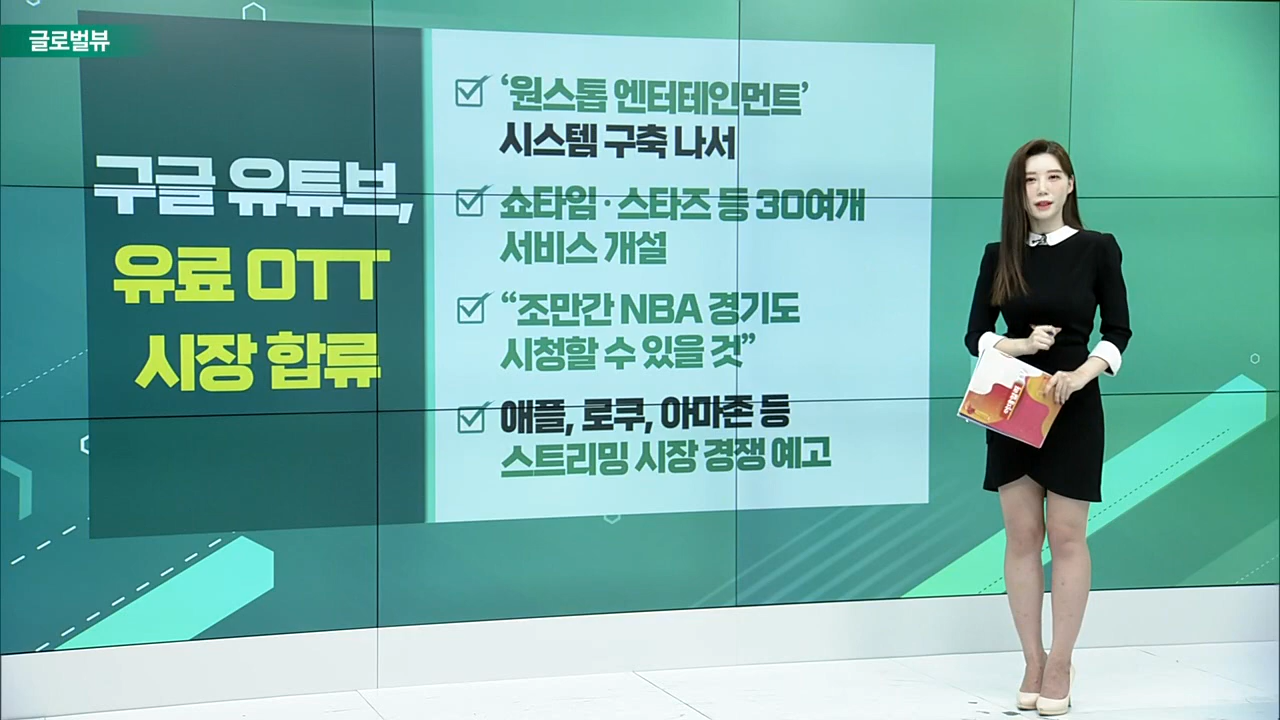 글로벌뷰
구글 유튜브,
유료 OTT
시장 합류
‘원스톱 엔터테인먼트’
시스템 구축 나서
쇼타임·스타즈 등 30여개
서비스 개설
“조만간 NBA 경기도
시청할 수 있을 것”
애플, 로쿠, 아마존 등
스트리밍 시장 경쟁 예고